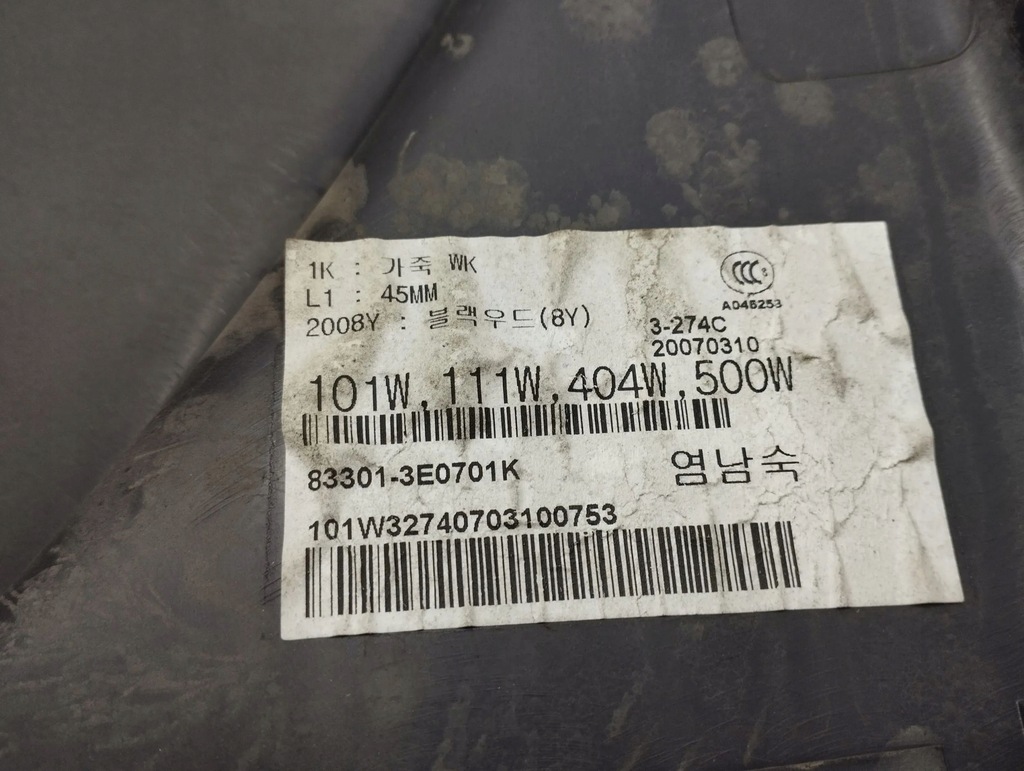 1K : 가죽 WK
L1 : 45MM
2008Y : 블랙우드(8Y)
CCC
A046253
3-274C
20070310
101W, 111W, 404W, 500W
83301-3E0701K
염남숙
101W32740703100753